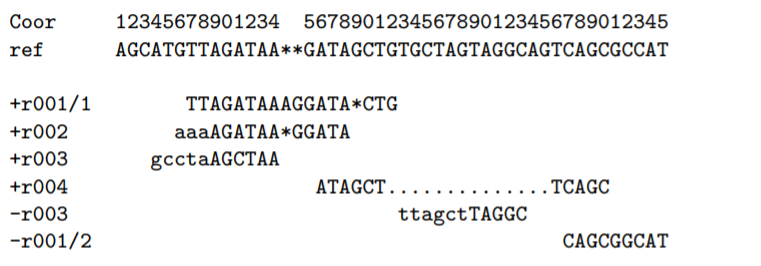 Coor     12345678901234  5678901234567890123456789012345
ref      AGCATGTTAGATAA**GATAGCTGTGCTAGTAGGCAGTCAGCGCCAT
+r001/1        TTAGATAAAGGATA*CTG
+r002         aaaAGATAA*GGATA
+r003       gcctaAGCTAA
+r004                     ATAGCT..............TCAGC
-r003                            ttagctTAGGC
-r001/2                                        CAGCGGCAT